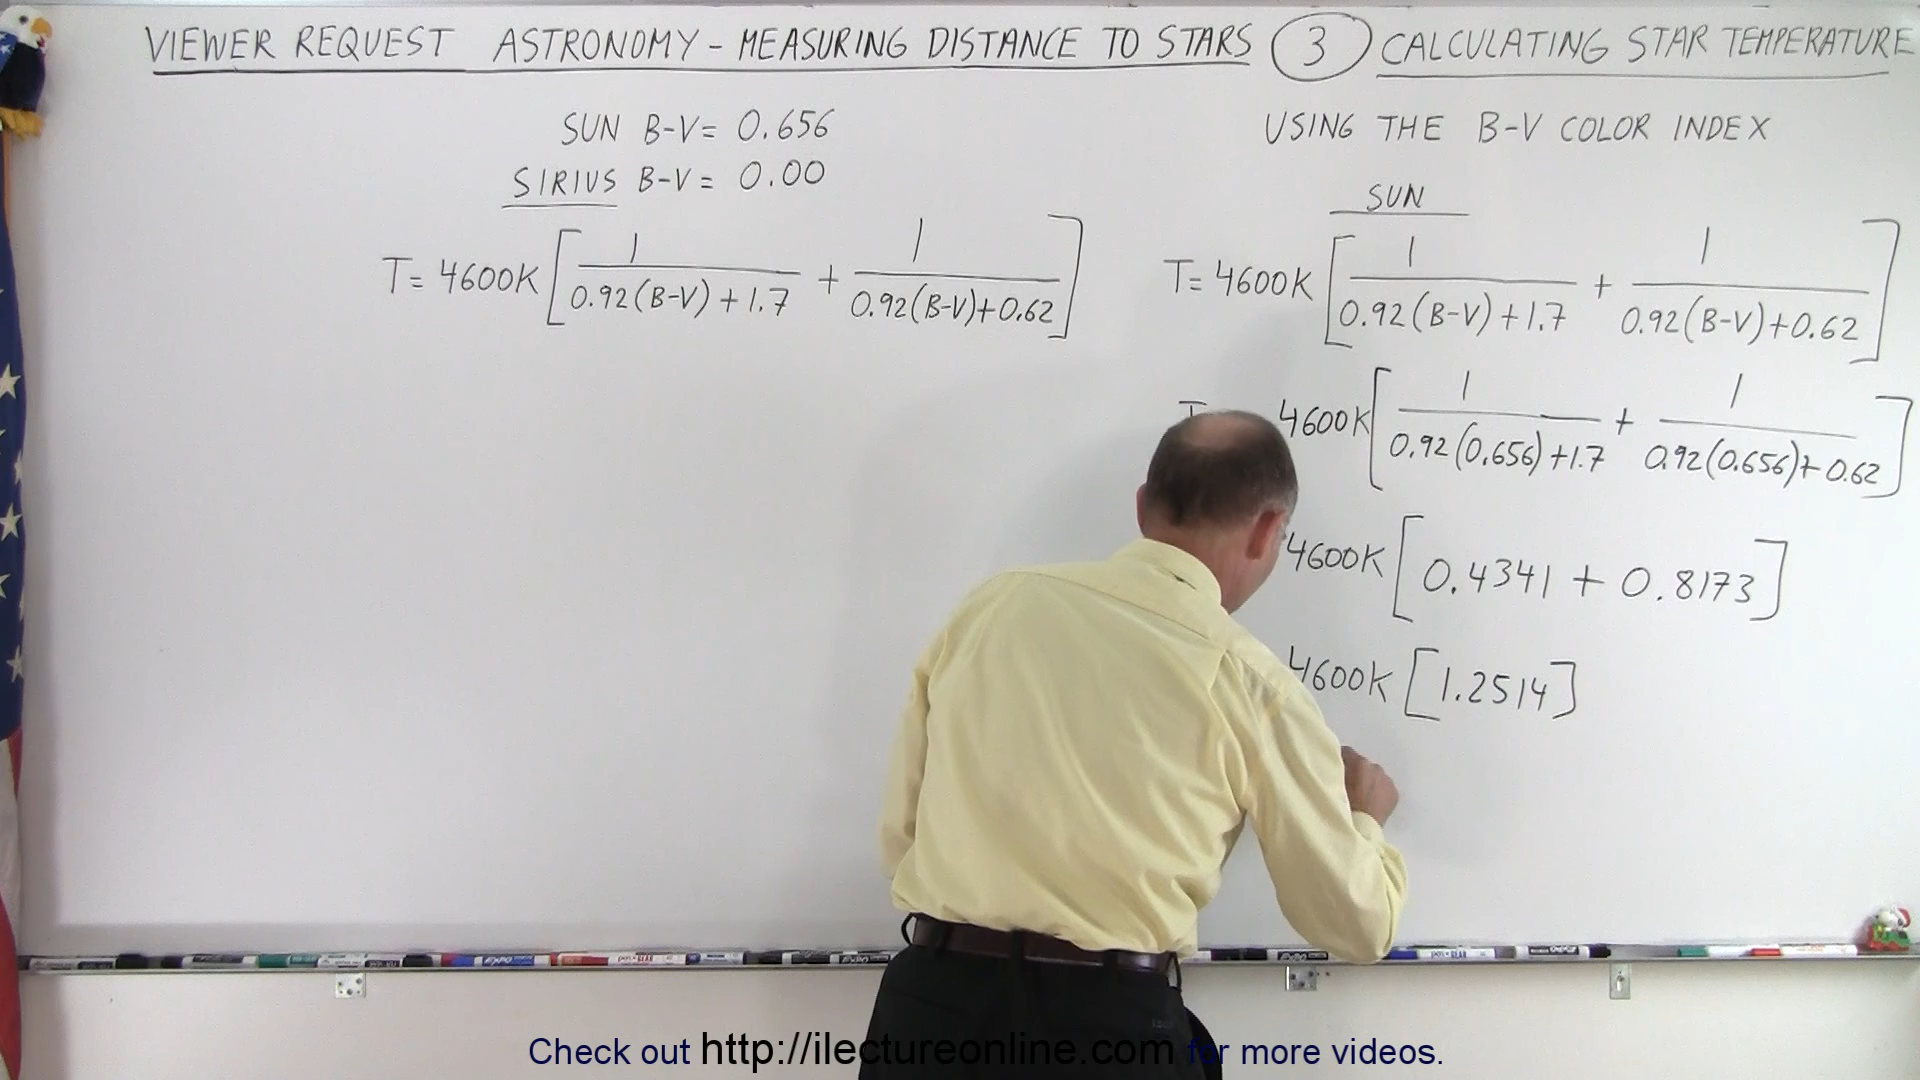 VIEWER REQUEST ASTRONOMY - MEASURING DISTANCE TO STARS 3 CALCULATING STAR TEMPERATURE
SUN B-V = 0.656
SIRIUS B-V = 0.00
T = 4600K [ 1 / 0.92(B-V) + 1.7 + 1 / 0.92(B-V) + 0.62 ]
USING THE B-V COLOR INDEX
SUN
T = 4600K [ 1 / 0.92(B-V) + 1.7 + 1 / 0.92(B-V) + 0.62 ]
T 4600K [ 1 / 0.92(0.656) + 1.7 + 1 / 0.92(0.656) + 0.62 ]
4600K [ 0.4341 + 0.8173 ]
4600K [ 1.2514 ]
Check out http://ilectureonline.com for more videos.